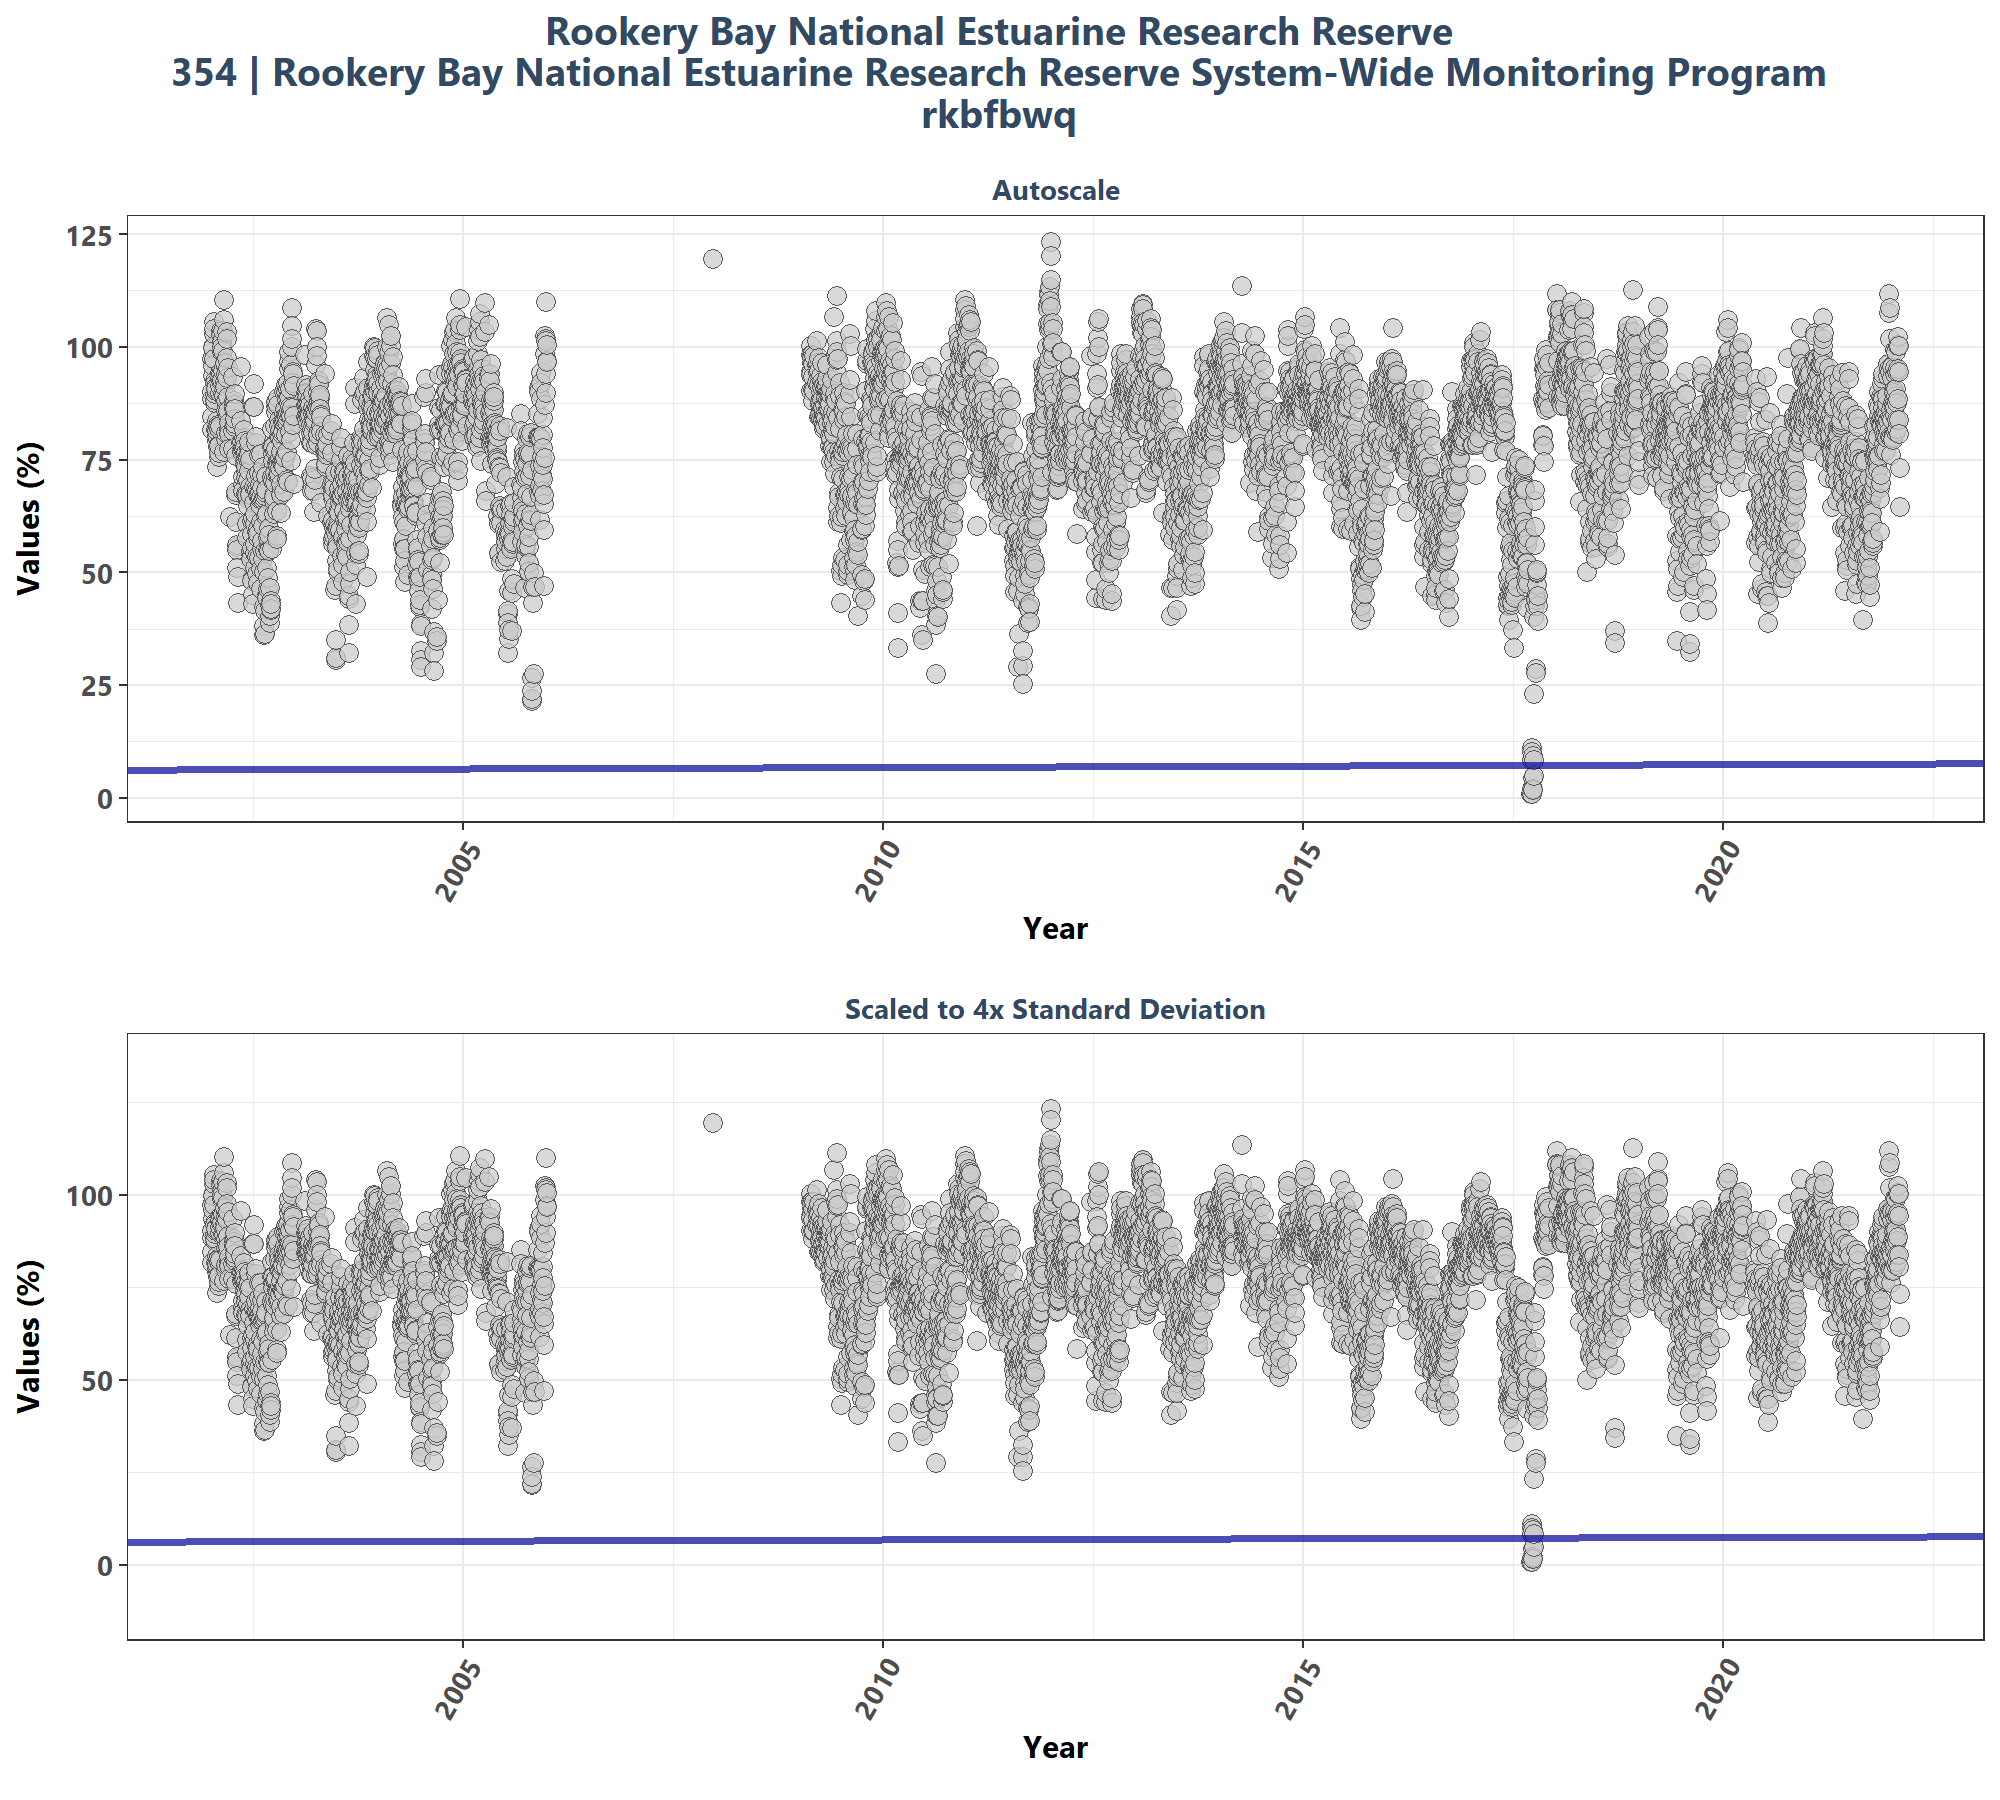 Rookery Bay National Estuarine Research Reserve
354 | Rookery Bay National Estuarine Research Reserve System-Wide Monitoring Program
rkbfbwq
Autoscale
Values (%)
125
100
75
50
25
0
2005
2010
2015
2020
Year
Scaled to 4x Standard Deviation
Values (%)
100
50
0
2005
2010
2015
2020
Year